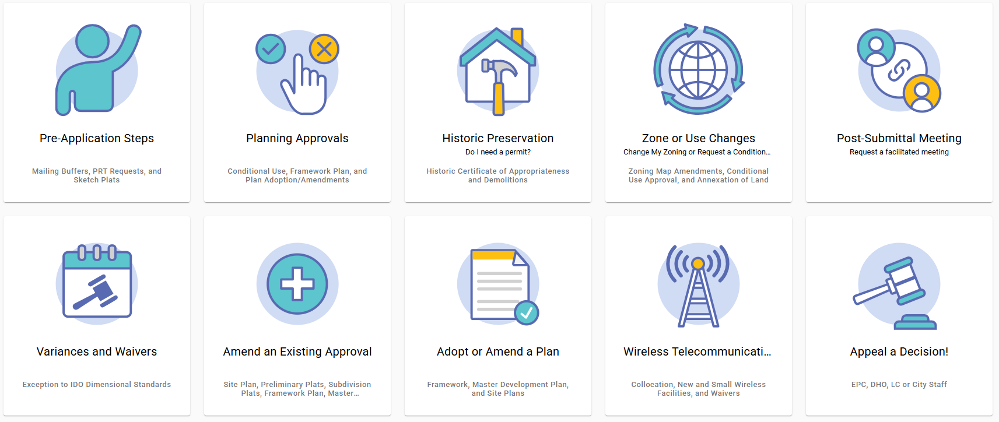 Pre-Application Steps
Mailing Buffers, PRT Requests, and
Sketch Plats
Planning Approvals
Conditional Use, Framework Plan, and
Plan Adoption/Amendments
Historic Preservation
Do I need a permit?
Historic Certificate of Appropriateness
and Demolitions
Zone or Use Changes
Change My Zoning or Request a Condition...
Zoning Map Amendments, Conditional
Use Approval, and Annexation of Land
Post-Submittal Meeting
Request a facilitated meeting
Variances and Waivers
Exception to IDO Dimensional Standards
Amend an Existing Approval
Site Plan, Preliminary Plats, Subdivision
Plats, Framework Plan, Master...
Adopt or Amend a Plan
Framework, Master Development Plan,
and Site Plans
Wireless Telecommunicati...
Collocation, New and Small Wireless
Facilities, and Waivers
Appeal a Decision!
EPC, DHO, LC or City Staff